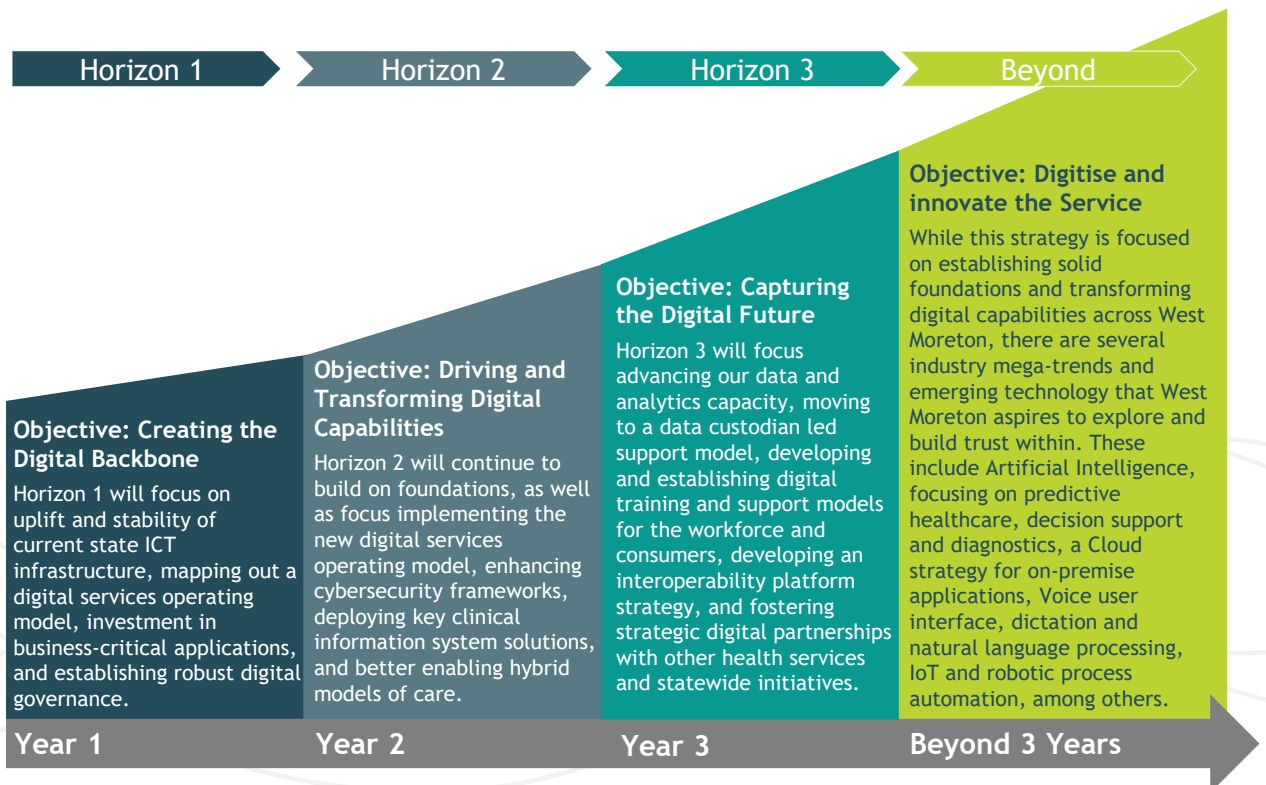 Horizon 1
Horizon 2
Horizon 3
Beyond
Objective: Creating the
Digital Backbone
Horizon 1 will focus on
uplift and stability of
current state ICT
infrastructure, mapping out a
digital services operating
model, investment in
business-critical applications,
and establishing robust digital
governance.
Objective: Driving and
Transforming Digital
Capabilities
Horizon 2 will continue to
build on foundations, as well
as focus implementing the
new digital services
operating model, enhancing
cybersecurity frameworks,
deploying key clinical
information system solutions,
and better enabling hybrid
models of care.
Objective: Capturing
the Digital Future
Horizon 3 will focus
advancing our data and
analytics capacity, moving
to a data custodian led
support model, developing
and establishing digital
training and support models
for the workforce and
consumers, developing an
interoperability platform
strategy, and fostering
strategic digital partnerships
with other health services
and statewide initiatives.
Objective: Digitise and
innovate the Service
While this strategy is focused
on establishing solid
foundations and transforming
digital capabilities across West
Moreton, there are several
industry mega-trends and
emerging technology that West
Moreton aspires to explore and
build trust within. These
include Artificial Intelligence,
focusing on predictive
healthcare, decision support
and diagnostics, a Cloud
strategy for on-premise
applications, Voice user
interface, dictation and
natural language processing,
IoT and robotic process
automation, among others.
Year 1
Year 2
Year 3
Beyond 3 Years